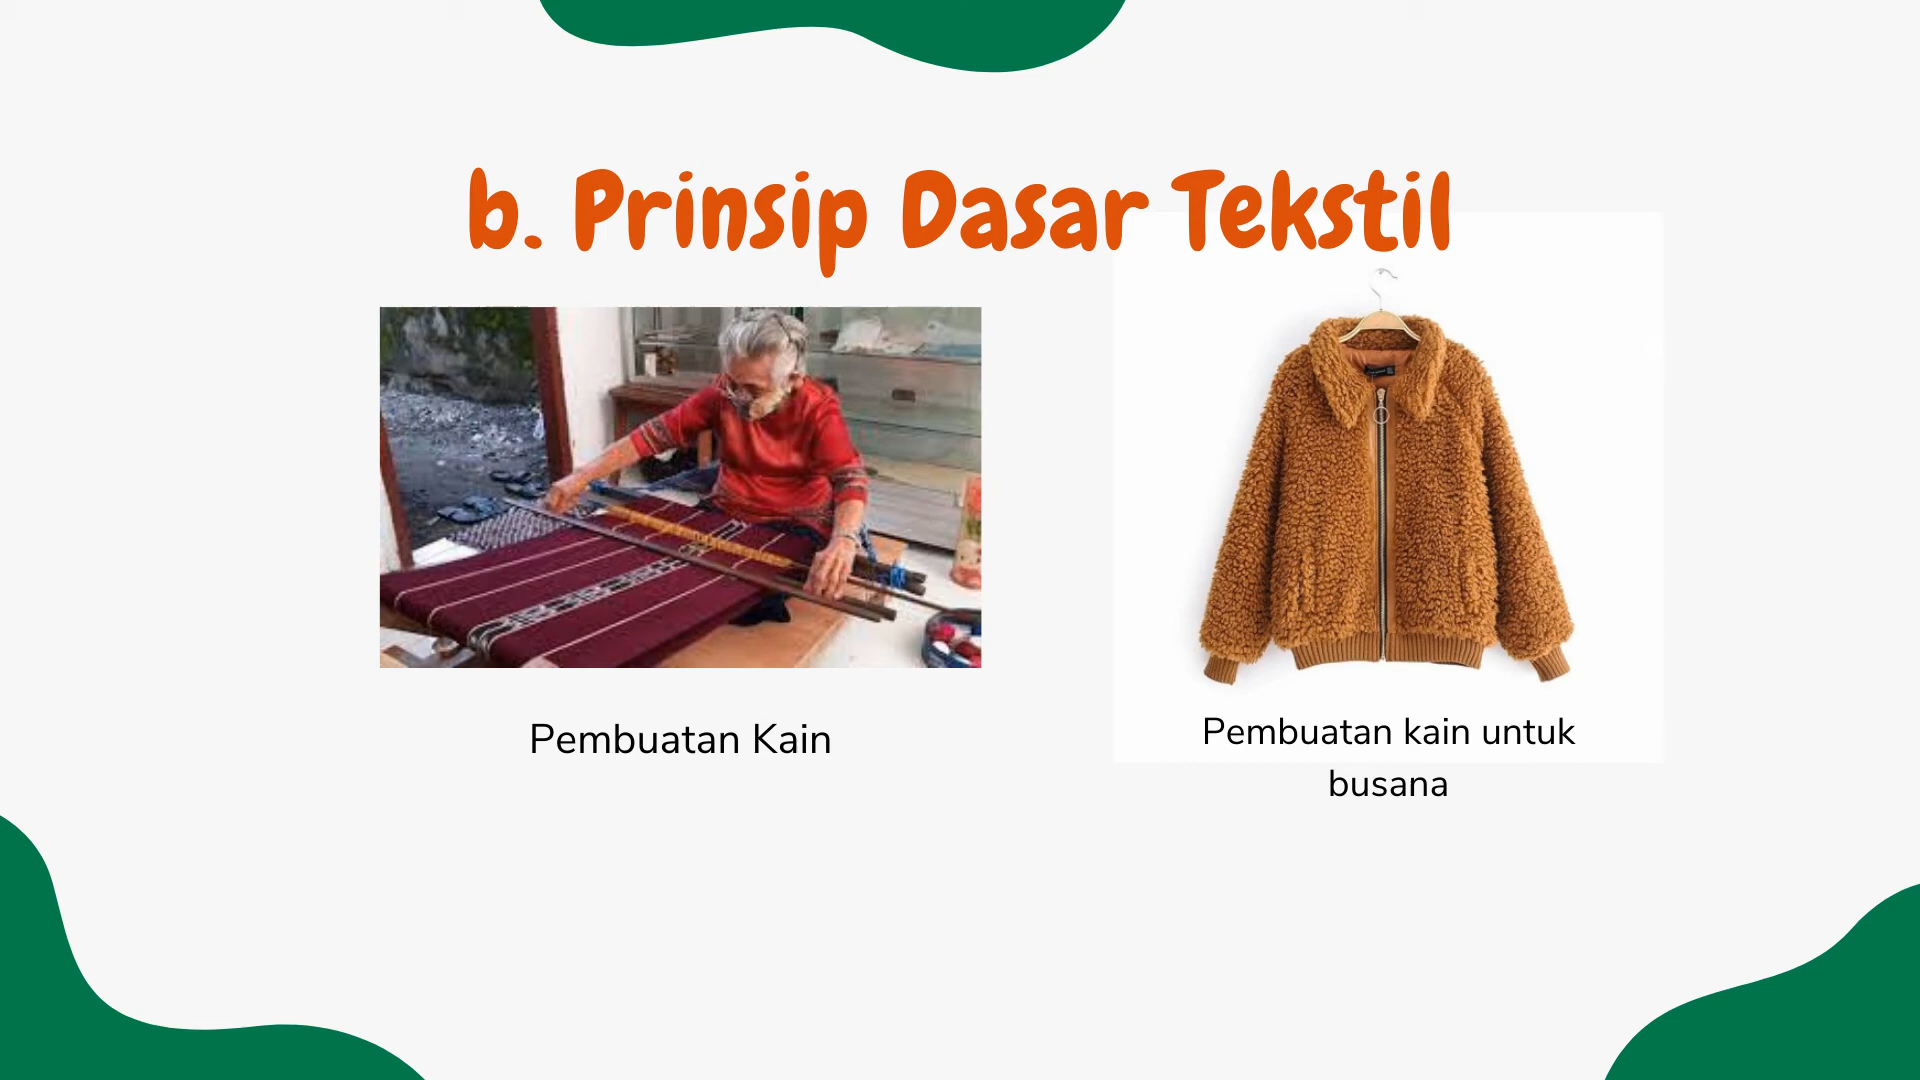 b. Prinsip Dasar Tekstil
Pembuatan Kain
Pembuatan kain untuk
busana